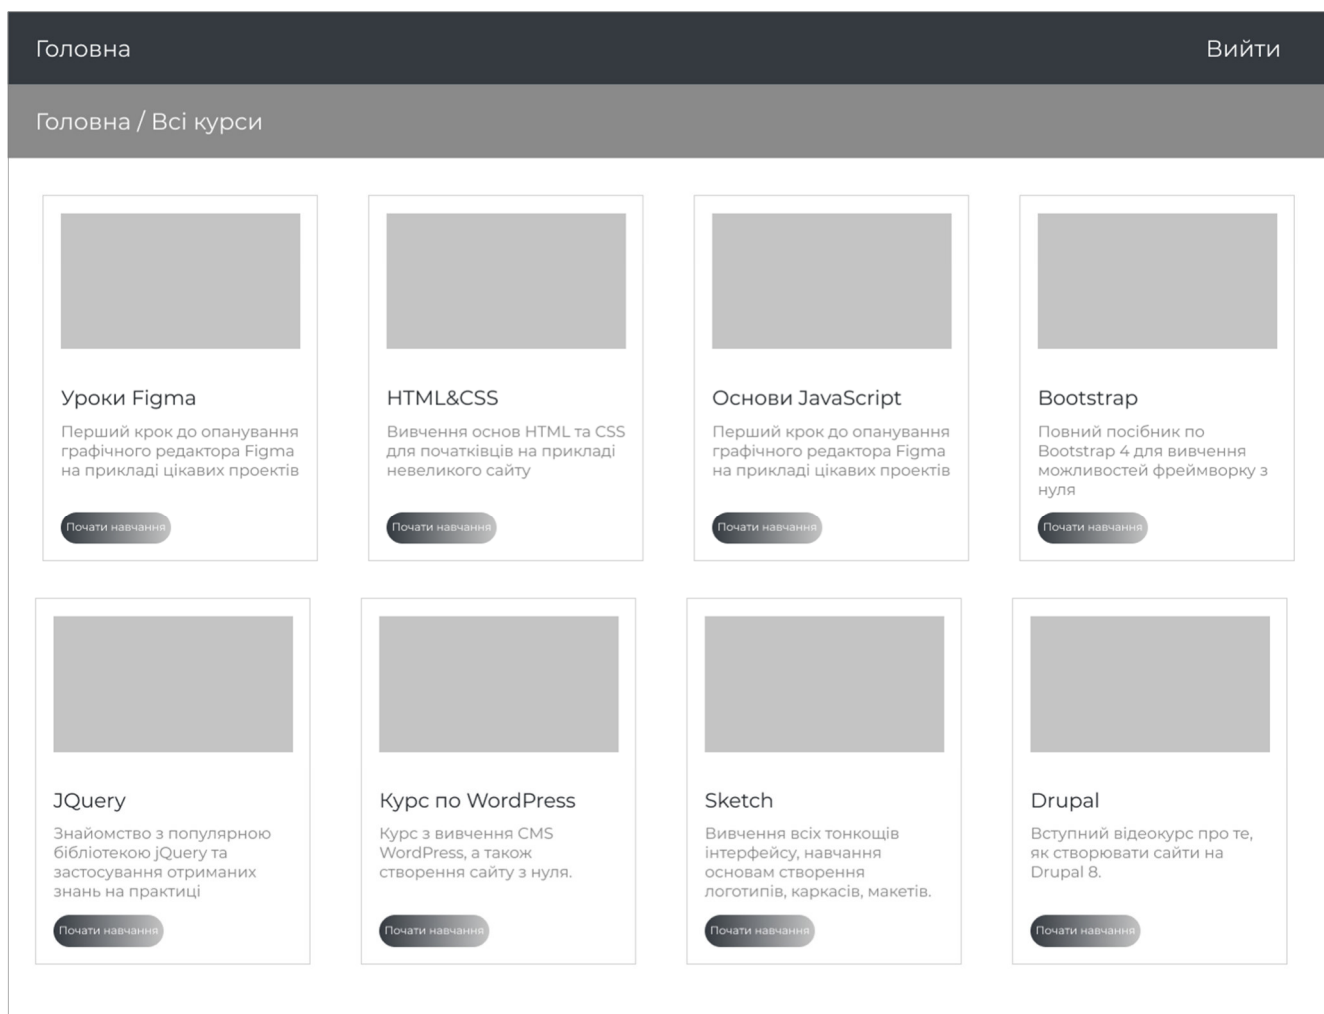 Головна
Вийти
Головна / Всі курси
Уроки Figma
Перший крок до опанування
графічного редактора Figma
на прикладі цікавих проектів
Почати навчання
HTML&CSS
Вивчення основ HTML та CSS
для початківців на прикладі
невеликого сайту
Почати навчання
Основи JavaScript
Перший крок до опанування
графічного редактора Figma
на прикладі цікавих проектів
Почати навчання
Bootstrap
Повний посібник по
Bootstrap 4 для вивчення
можливостей фреймворку з
нуля
Почати навчання
JQuery
Знайомство з популярною
бібліотекою jQuery та
застосування отриманих
знань на практиці
Почати навчання
Курс по WordPress
Курс з вивчення CMS
WordPress, а також
створення сайту з нуля.
Почати навчання
Sketch
Вивчення всіх тонкощів
інтерфейсу, навчання
основам створення
логотипів, каркасів, макетів.
Почати навчання
Drupal
Вступний відеокурс про те,
як створювати сайти на
Drupal 8.
Почати навчання